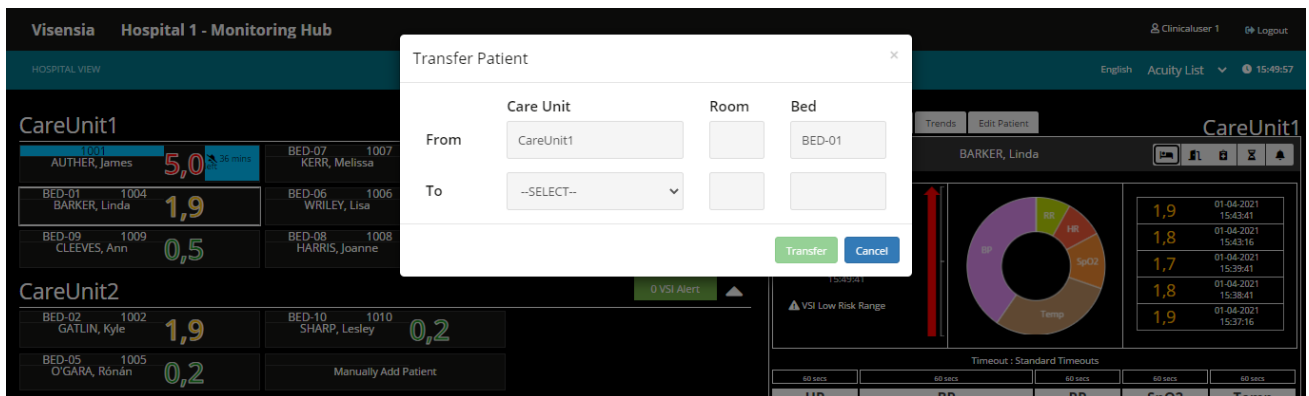 Visensia Hospital 1 - Monitoring Hub
Clinicaluser 1 Logout
HOSPITAL VIEW
English Acuity List 15:49:57
Transfer Patient ×
Care Unit Room Bed
From CareUnit1 BED-01
To --SELECT--
Transfer Cancel
CareUnit1
1001
AUTHER, James
5,0
36 mins
BED-07 1007
KERR, Melissa
BED-01 1004
BARKER, Linda
1,9
BED-06 1006
WRILEY, Lisa
BED-09 1009
CLEEVES, Ann
0,5
BED-08 1008
HARRIS, Joanne
CareUnit2
0 VSI Alert
BED-02 1002
GATLIN, Kyle
1,9
BED-10 1010
SHARP, Lesley
0,2
BED-05 1005
O'GARA, Rónán
0,2
Manually Add Patient
Trends Edit Patient
CareUnit1
BARKER, Linda
15:49:41
VSI Low Risk Range
RR
HR
SpO2
Temp
BP
1,9 01-04-2021 15:43:41
1,8 01-04-2021 15:43:16
1,7 01-04-2021 15:39:41
1,8 01-04-2021 15:38:41
1,9 01-04-2021 15:37:16
Timeout : Standard Timeouts
60 secs 60 secs 60 secs 60 secs 60 secs